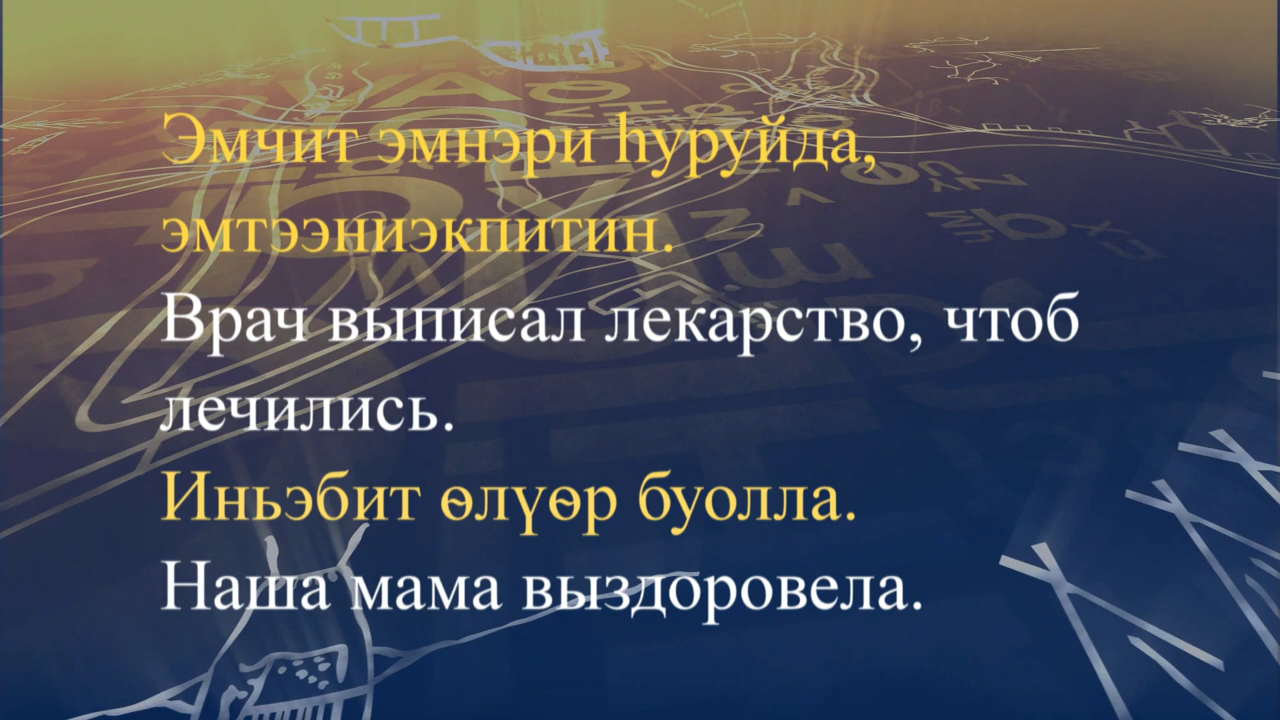 Эмчит эмнэри һуруйда,
эмтээниэкпитин.
Врач выписал лекарство, чтоб
лечились.
Иньэбит өлүөр буолла.
Наша мама выздоровела.